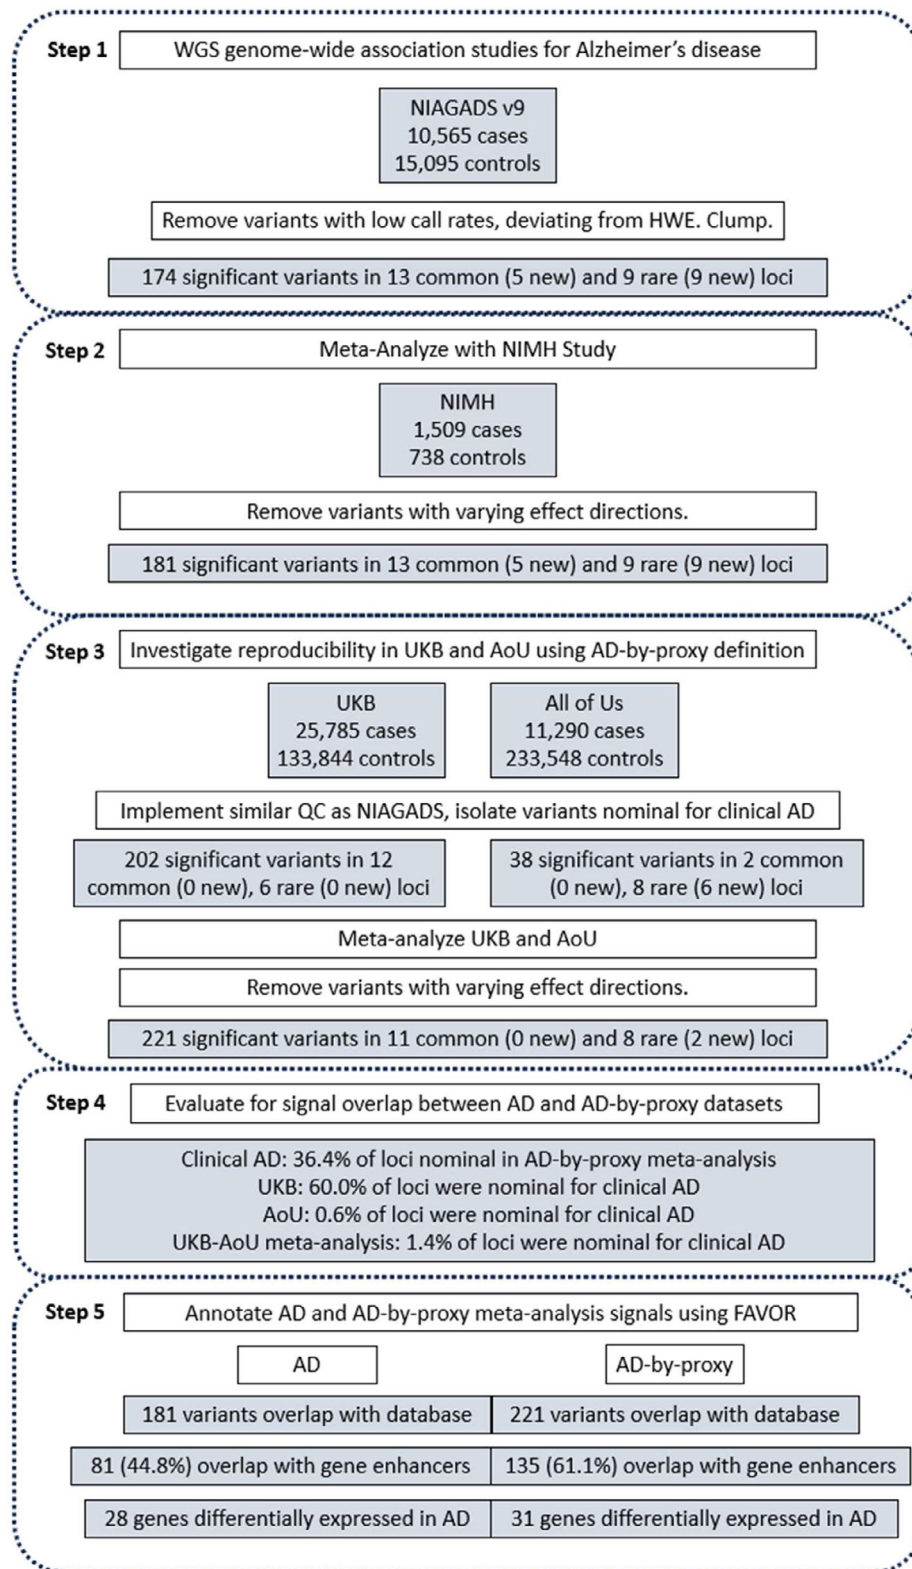 Step 1
WGS genome-wide association studies for Alzheimer's disease
NIAGADS v9
10,565 cases
15,095 controls
Remove variants with low call rates, deviating from HWE. Clump.
174 significant variants in 13 common (5 new) and 9 rare (9 new) loci
Step 2
Meta-Analyze with NIMH Study
NIMH
1,509 cases
738 controls
Remove variants with varying effect directions.
181 significant variants in 13 common (5 new) and 9 rare (9 new) loci
Step 3
Investigate reproducibility in UKB and AoU using AD-by-proxy definition
UKB
25,785 cases
133,844 controls
All of Us
11,290 cases
233,548 controls
Implement similar QC as NIAGADS, isolate variants nominal for clinical AD
202 significant variants in 12
common (0 new), 6 rare (0 new) loci
38 significant variants in 2 common
(0 new), 8 rare (6 new) loci
Meta-analyze UKB and AoU
Remove variants with varying effect directions.
221 significant variants in 11 common (0 new) and 8 rare (2 new) loci
Step 4
Evaluate for signal overlap between AD and AD-by-proxy datasets
Clinical AD: 36.4% of loci nominal in AD-by-proxy meta-analysis
UKB: 60.0% of loci were nominal for clinical AD
AoU: 0.6% of loci were nominal for clinical AD
UKB-AoU meta-analysis: 1.4% of loci were nominal for clinical AD
Step 5
Annotate AD and AD-by-proxy meta-analysis signals using FAVOR
AD
AD-by-proxy
181 variants overlap with database
221 variants overlap with database
81 (44.8%) overlap with gene enhancers
135 (61.1%) overlap with gene enhancers
28 genes differentially expressed in AD
31 genes differentially expressed in AD